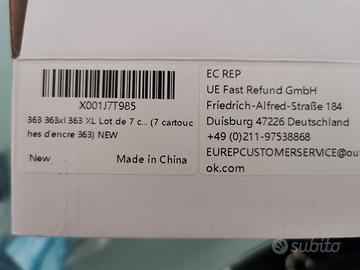 X001J7T985
363 363xl 363 XL Lot de 7 c... (7 cartouc
hes d'encre 363) NEW
New
Made in China
EC REP
UE Fast Refund GmbH
Friedrich-Alfred-Straße 184
Duisburg 47226 Deutschland
+49 (0)211-97538868
EUREPCUSTOMERSERVICE@out
ok.com
subito